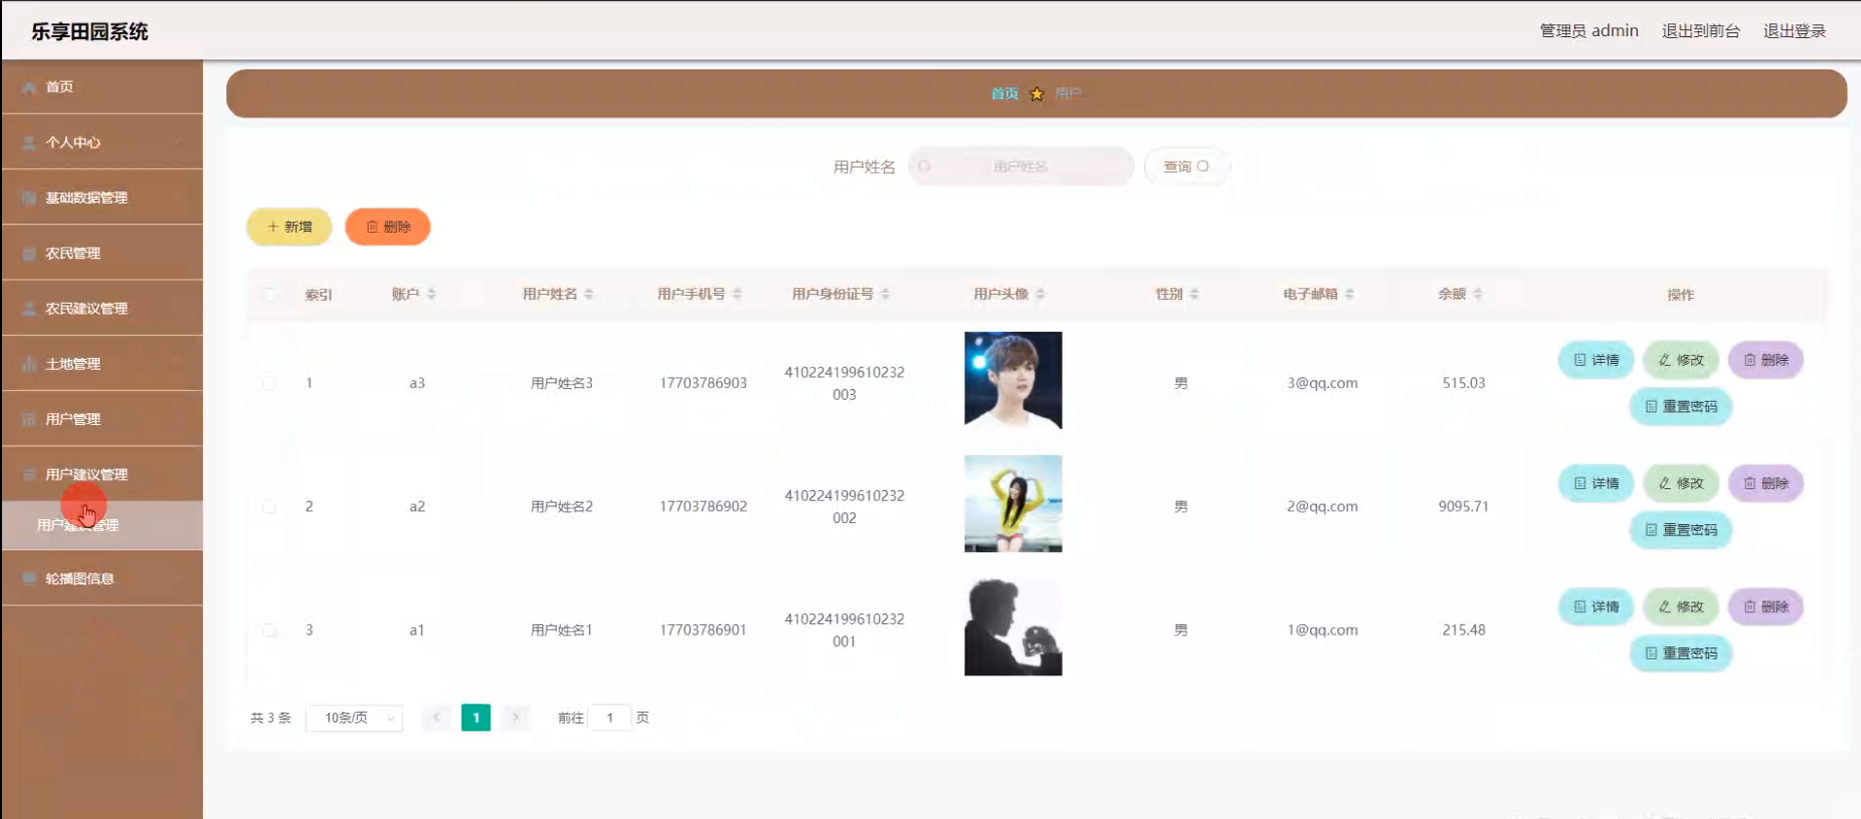 乐享田园系统
管理员 admin 退出到前台 退出登录
首页
个人中心
基础数据管理
农民管理
农民建议管理
土地管理
用户管理
用户建议管理
用户建议管理
轮播图信息
首页 用户
用户姓名 用户姓名 查询
新增 删除
索引 账户 用户姓名 用户手机号 用户身份证号 用户头像 性别 电子邮箱 余额 操作
1 a3 用户姓名3 17703786903 410224199610232003 男 3@qq.com 515.03 详情 修改 删除
重置密码
2 a2 用户姓名2 17703786902 410224199610232002 男 2@qq.com 9095.71 详情 修改 删除
重置密码
3 a1 用户姓名1 17703786901 410224199610232001 男 1@qq.com 215.48 详情 修改 删除
重置密码
共 3 条 10条/页 1 前往 1 页